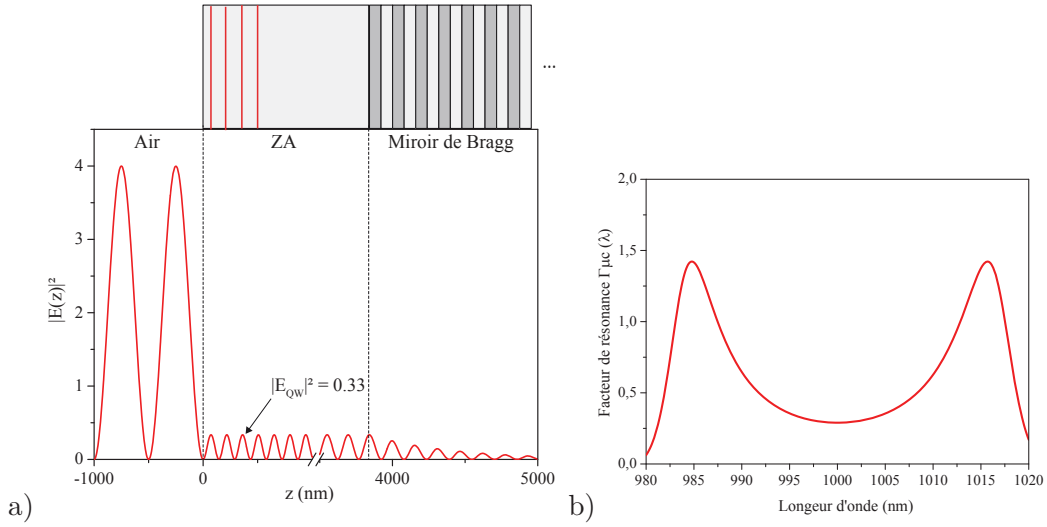 ...
Air
ZA
Miroir de Bragg
4
3
2
1
0
|E(z)|²
|E_QW|² = 0.33
-1000
0
4000
5000
z (nm)
a)
2,0
1,5
1,0
0,5
0,0
Facteur de résonance Γμc (λ)
980
985
990
995
1000
1005
1010
1015
1020
Longeur d'onde (nm)
b)